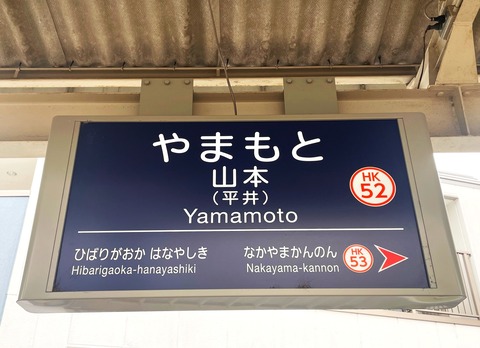 やまもと
山本
(平井)
Yamamoto
HK
52
ひばりがおか はなやしき
Hibarigaoka-hanayashiki
なかやまかんのん
Nakayama-kannon
HK
53